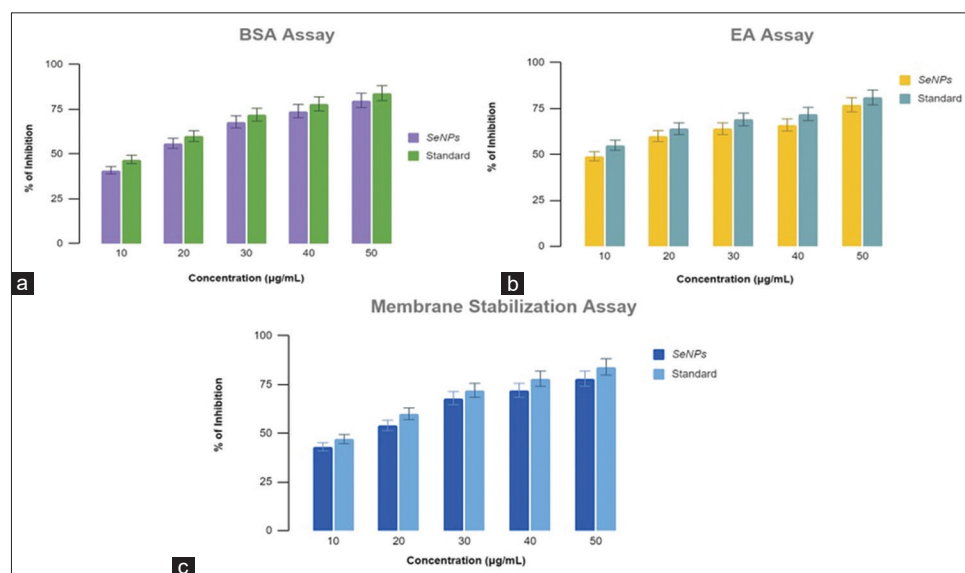 BSA Assay
100
75
50
25
0
% of Inhibition
10 20 30 40 50
Concentration (µg/mL)
SeNPs
Standard
a
EA Assay
100
75
50
25
0
% of Inhibition
10 20 30 40 50
Concentration (µg/mL)
SeNPs
Standard
b
Membrane Stabilization Assay
100
75
50
25
0
% of Inhibition
10 20 30 40 50
Concentration (µg/mL)
SeNPs
Standard
c